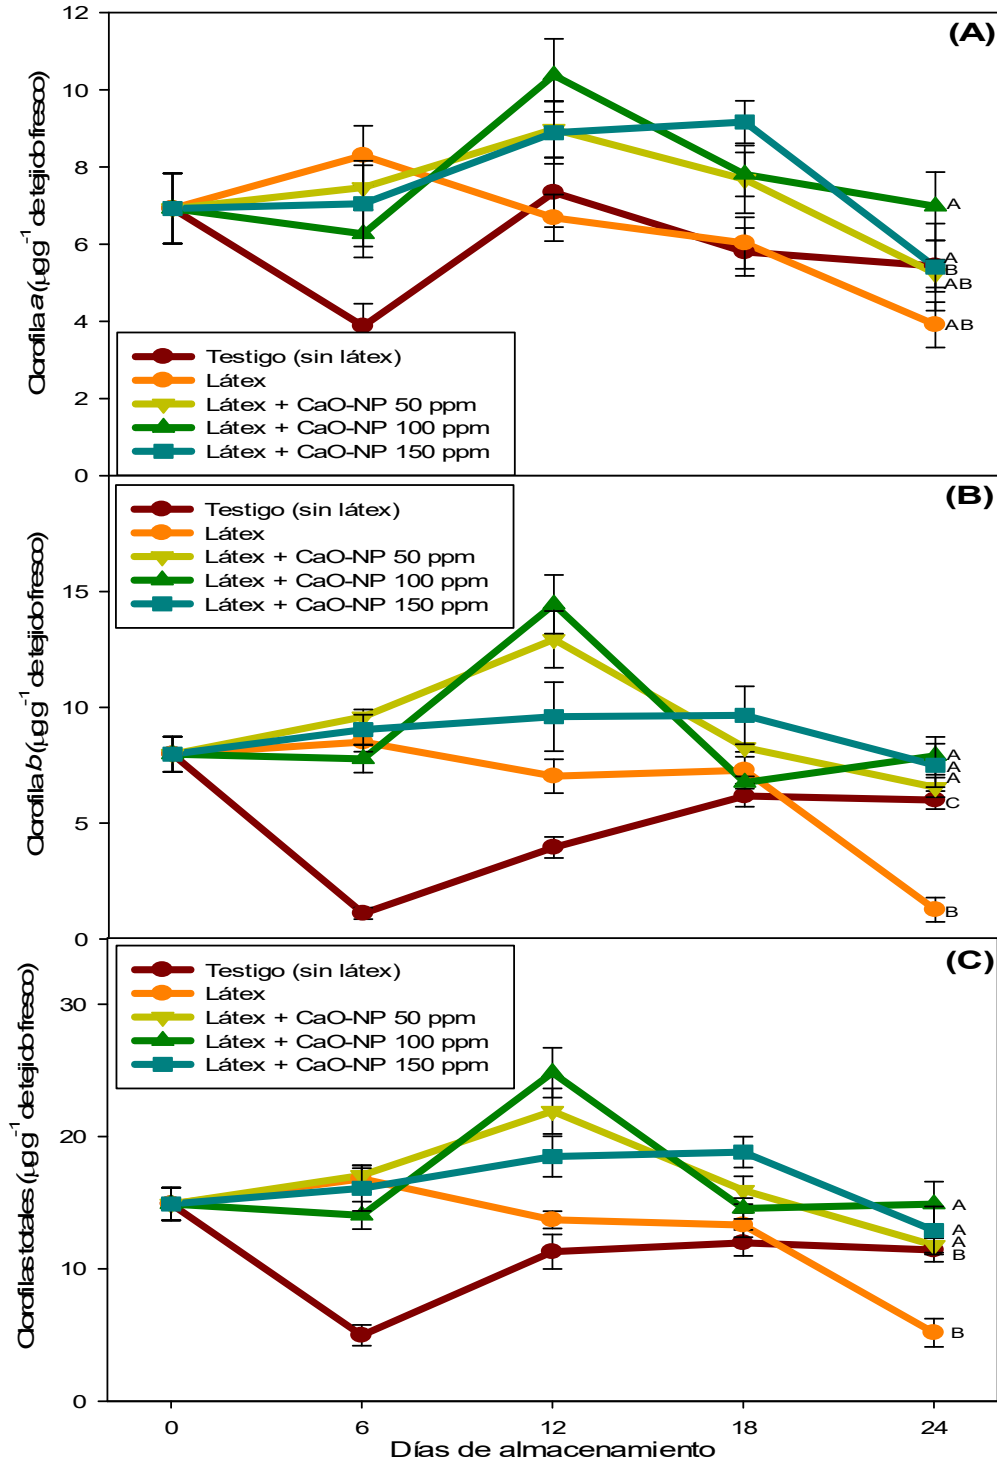 12
(A)
10
8
6
4
2
0
Clorofila a (µg g⁻¹ de tejido fresco)
A
A
B
AB
AB
Testigo (sin látex)
Látex
Látex + CaO-NP 50 ppm
Látex + CaO-NP 100 ppm
Látex + CaO-NP 150 ppm
(B)
15
10
5
0
Clorofila b (µg g⁻¹ de tejido fresco)
Testigo (sin látex)
Látex
Látex + CaO-NP 50 ppm
Látex + CaO-NP 100 ppm
Látex + CaO-NP 150 ppm
A
A
A
C
B
(C)
30
20
10
0
Clorofilas totales (µg g⁻¹ de tejido fresco)
Testigo (sin látex)
Látex
Látex + CaO-NP 50 ppm
Látex + CaO-NP 100 ppm
Látex + CaO-NP 150 ppm
A
A
A
B
B
0 6 12 18 24
Días de almacenamiento